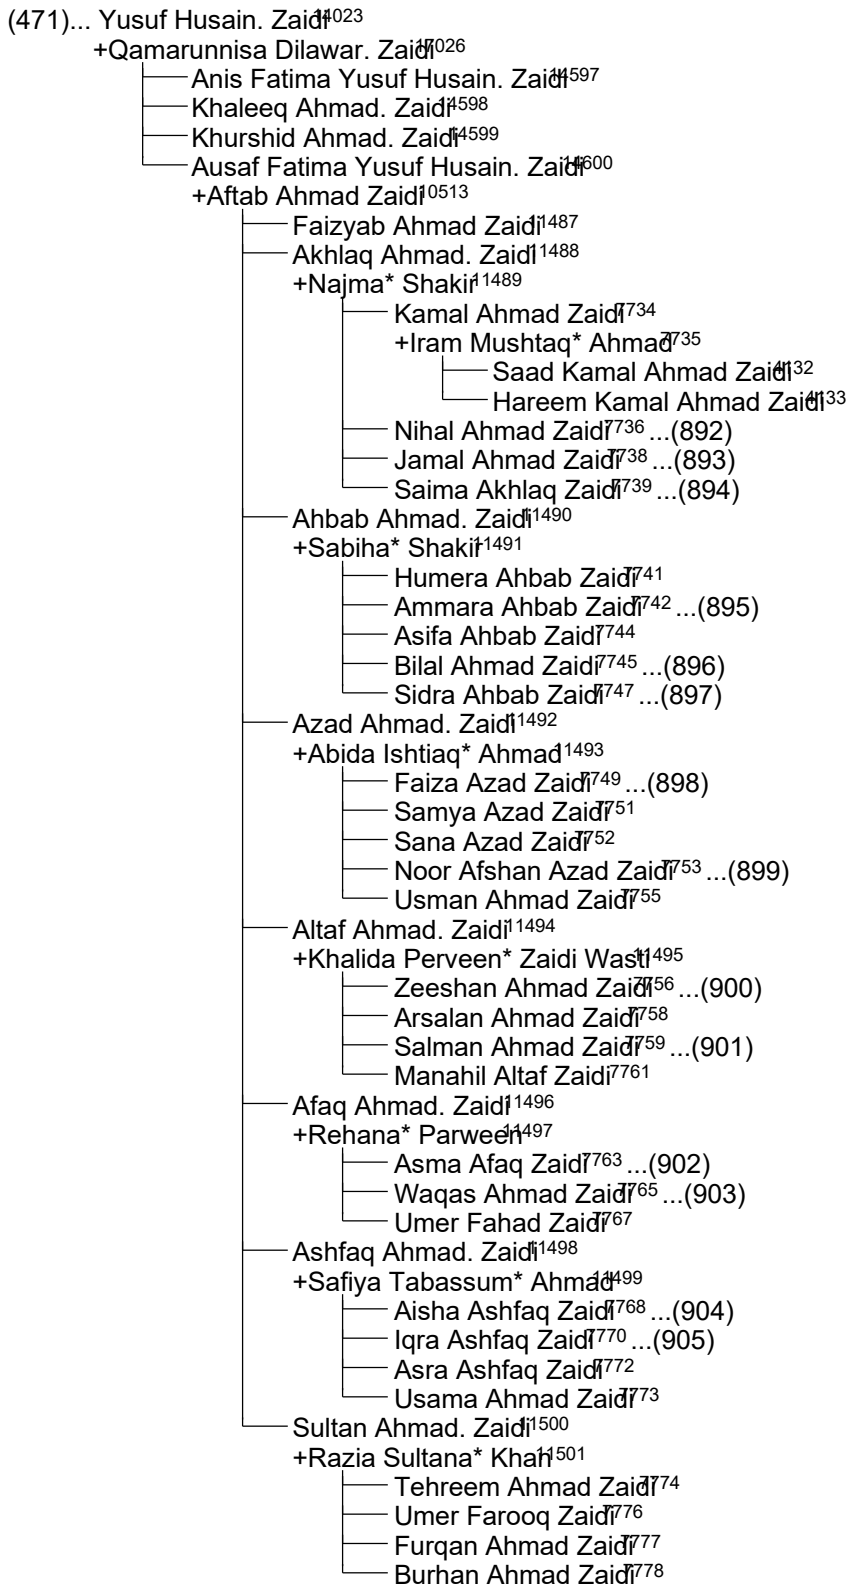 (471)... Yusuf Husain. Zaidi14023
+Qamarunnisa Dilawar. Zaidi17026
Anis Fatima Yusuf Husain. Zaidi14597
Khaleeq Ahmad. Zaidi14598
Khurshid Ahmad. Zaidi14599
Ausaf Fatima Yusuf Husain. Zaidi14600
+Aftab Ahmad Zaidi10513
Faizyab Ahmad Zaidi11487
Akhlaq Ahmad. Zaidi11488
+Najma* Shakir11489
Kamal Ahmad Zaidi7734
+Iram Mushtaq* Ahmad7735
Saad Kamal Ahmad Zaidi4132
Hareem Kamal Ahmad Zaidi4133
Nihal Ahmad Zaidi7736 ...(892)
Jamal Ahmad Zaidi7738 ...(893)
Saima Akhlaq Zaidi7739 ...(894)
Ahbab Ahmad. Zaidi11490
+Sabiha* Shakir11491
Humera Ahbab Zaidi7741
Ammara Ahbab Zaidi7742 ...(895)
Asifa Ahbab Zaidi7744
Bilal Ahmad Zaidi7745 ...(896)
Sidra Ahbab Zaidi7747 ...(897)
Azad Ahmad. Zaidi11492
+Abida Ishtiaq* Ahmad11493
Faiza Azad Zaidi7749 ...(898)
Samya Azad Zaidi7751
Sana Azad Zaidi7752
Noor Afshan Azad Zaidi7753 ...(899)
Usman Ahmad Zaidi7755
Altaf Ahmad. Zaidi11494
+Khalida Perveen* Zaidi Wasti11495
Zeeshan Ahmad Zaidi7756 ...(900)
Arsalan Ahmad Zaidi7758
Salman Ahmad Zaidi7759 ...(901)
Manahil Altaf Zaidi7761
Afaq Ahmad. Zaidi11496
+Rehana* Parween11497
Asma Afaq Zaidi7763 ...(902)
Waqas Ahmad Zaidi7765 ...(903)
Umer Fahad Zaidi7767
Ashfaq Ahmad. Zaidi11498
+Safiya Tabassum* Ahmad11499
Aisha Ashfaq Zaidi7768 ...(904)
Iqra Ashfaq Zaidi7770 ...(905)
Asra Ashfaq Zaidi7772
Usama Ahmad Zaidi7773
Sultan Ahmad. Zaidi11500
+Razia Sultana* Khan11501
Tehreem Ahmad Zaidi7774
Umer Farooq Zaidi7776
Furqan Ahmad Zaidi7777
Burhan Ahmad Zaidi7778